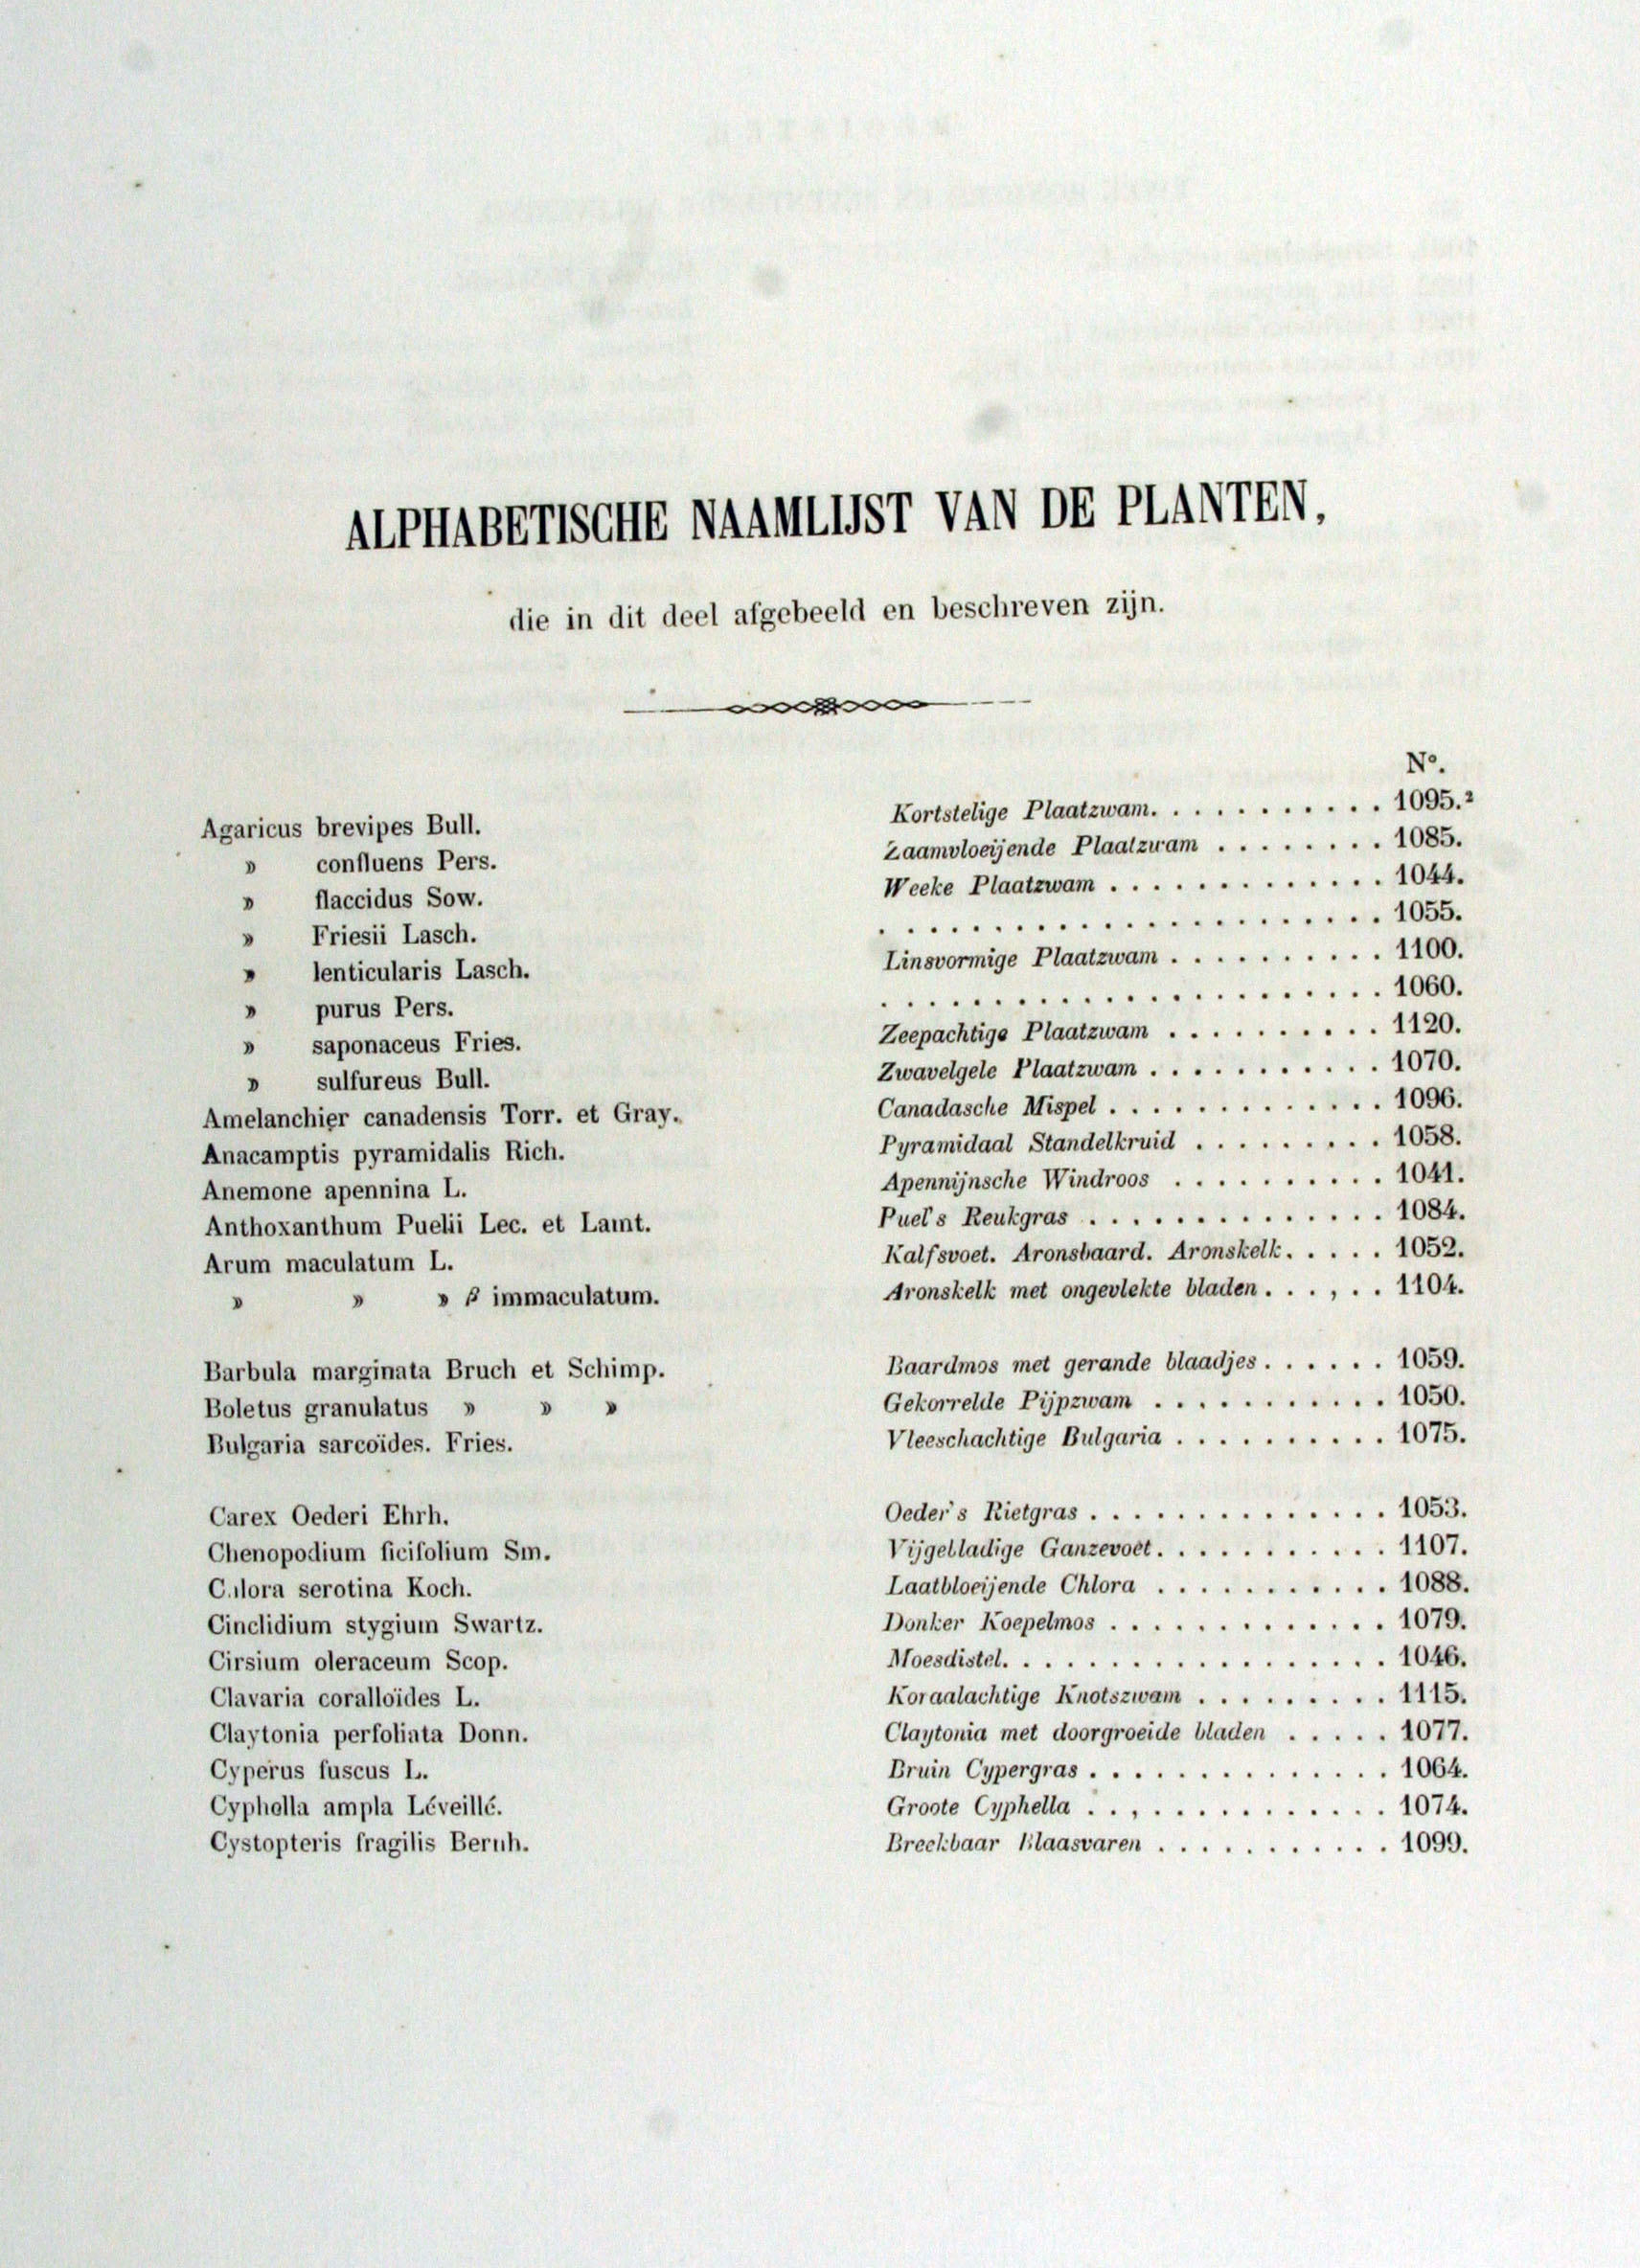 ALPHABETISCHE NAAMLIJST VAN DE PLANTEN,
die in dit deel afgebeeld en beschreven zijn.
No.
Agaricus brevipes Bull. Kortstelige Plaatzwam. . . . . . . . . . . 1095.²
» confluens Pers. Zaamvloeijende Plaatzwam . . . . . . . . 1085.
» flaccidus Sow. Weeke Plaatzwam . . . . . . . . . . . . . 1044.
» Friesii Lasch. . . . . . . . . . . . . . . . . . . . . . 1055.
» lenticularis Lasch. Linsvormige Plaatzwam . . . . . . . . . . 1100.
» purus Pers. . . . . . . . . . . . . . . . . . . . . . 1060.
» saponaceus Fries. Zeepachtige Plaatzwam . . . . . . . . . . 1120.
» sulfureus Bull. Zwavelgele Plaatzwam . . . . . . . . . . . 1070.
Amelanchier canadensis Torr. et Gray. Canadasche Mispel . . . . . . . . . . . . . 1096.
Anacamptis pyramidalis Rich. Pyramidaal Standelkruid . . . . . . . . . 1058.
Anemone apennina L. Apennijnsche Windroos . . . . . . . . . . 1041.
Anthoxanthum Puelii Lec. et Lamt. Puel's Reukgras . . . . . . . . . . . . . . 1084.
Arum maculatum L. Kalfsvoet. Aronsbaard. Aronskelk. . . . . 1052.
» » » β immaculatum. Aronskelk met ongevlekte bladen . . . , . . 1104.
Barbula marginata Bruch et Schimp. Baardmos met gerande blaadjes . . . . . . 1059.
Boletus granulatus » » » Gekorrelde Pijpzwam . . . . . . . . . . . 1050.
Bulgaria sarcoides. Fries. Vleeschachtige Bulgaria . . . . . . . . . . 1075.
Carex Oederi Ehrh. Oeder's Rietgras . . . . . . . . . . . . . . 1053.
Chenopodium ficifolium Sm. Vijgebladige Ganzevoet. . . . . . . . . . . 1107.
Chlora serotina Koch. Laatbloeijende Chlora . . . . . . . . . . . 1088.
Cinclidium stygium Swartz. Donker Koepelmos . . . . . . . . . . . . . 1079.
Cirsium oleraceum Scop. Moesdistel. . . . . . . . . . . . . . . . . . 1046.
Clavaria coralloides L. Koraalachtige Knotszwam . . . . . . . . . 1115.
Claytonia perfoliata Donn. Claytonia met doorgroeide bladen . . . . . 1077.
Cyperus fuscus L. Bruin Cypergras . . . . . . . . . . . . . . 1064.
Cyphella ampla Léveillé. Groote Cyphella . . , . . . . . . . . . . . 1074.
Cystopteris fragilis Bernh. Breekbaar Blaasvaren . . . . . . . . . . . 1099.